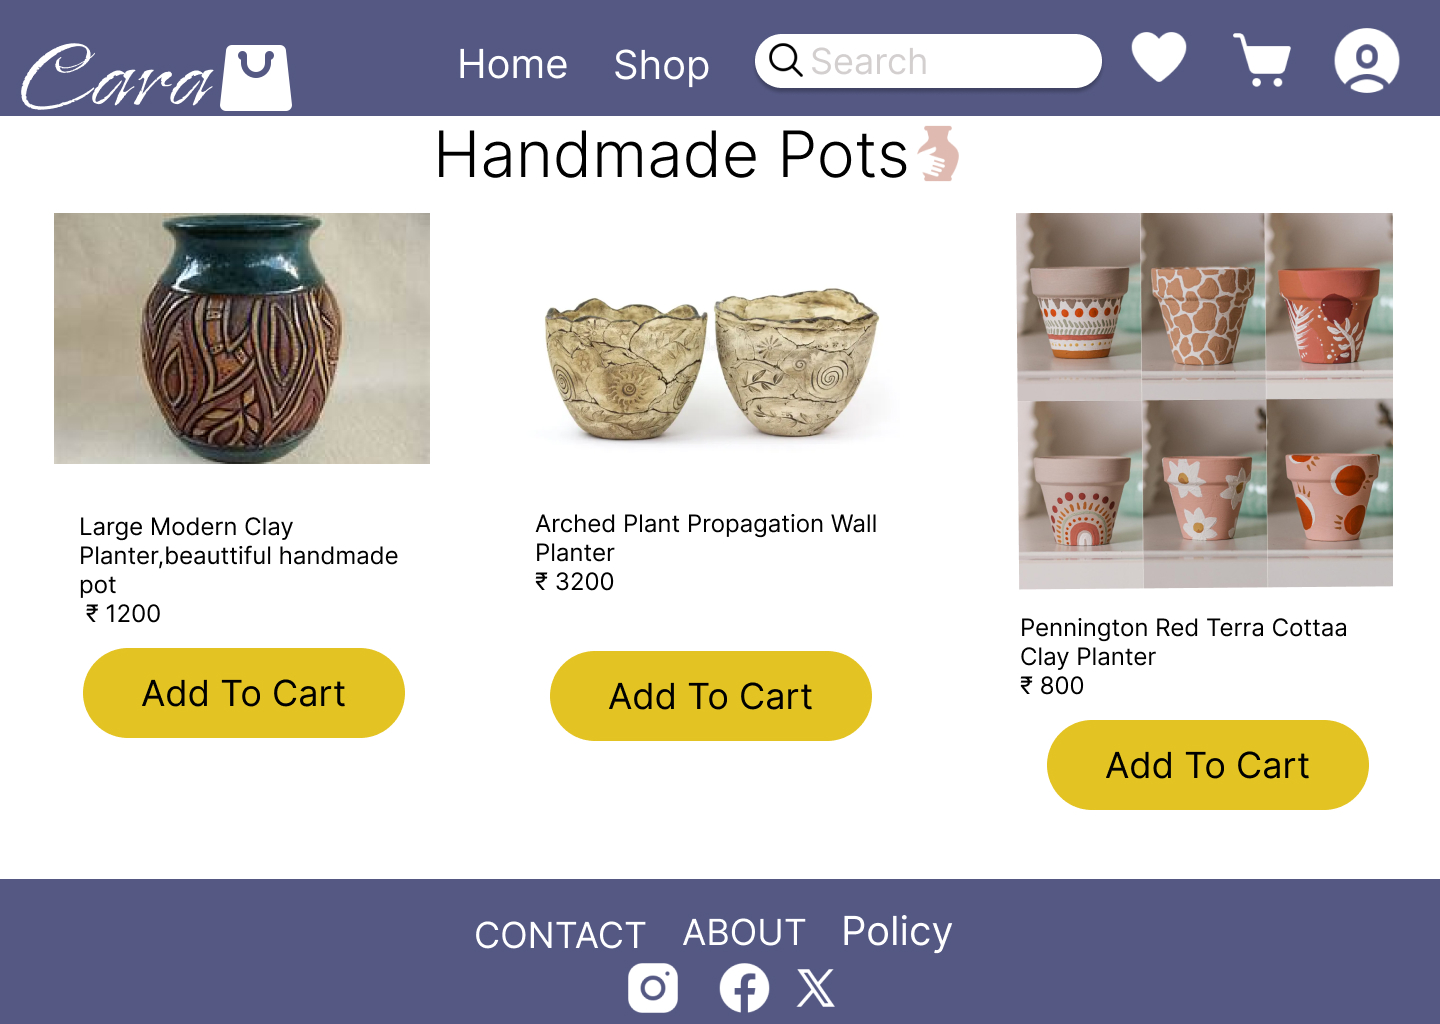 Cara
Home
Shop
Search
Handmade Pots
Large Modern Clay
Planter,beauttiful handmade
pot
₹ 1200
Add To Cart
Arched Plant Propagation Wall
Planter
₹ 3200
Add To Cart
Pennington Red Terra Cottaa
Clay Planter
₹ 800
Add To Cart
CONTACT
ABOUT
Policy